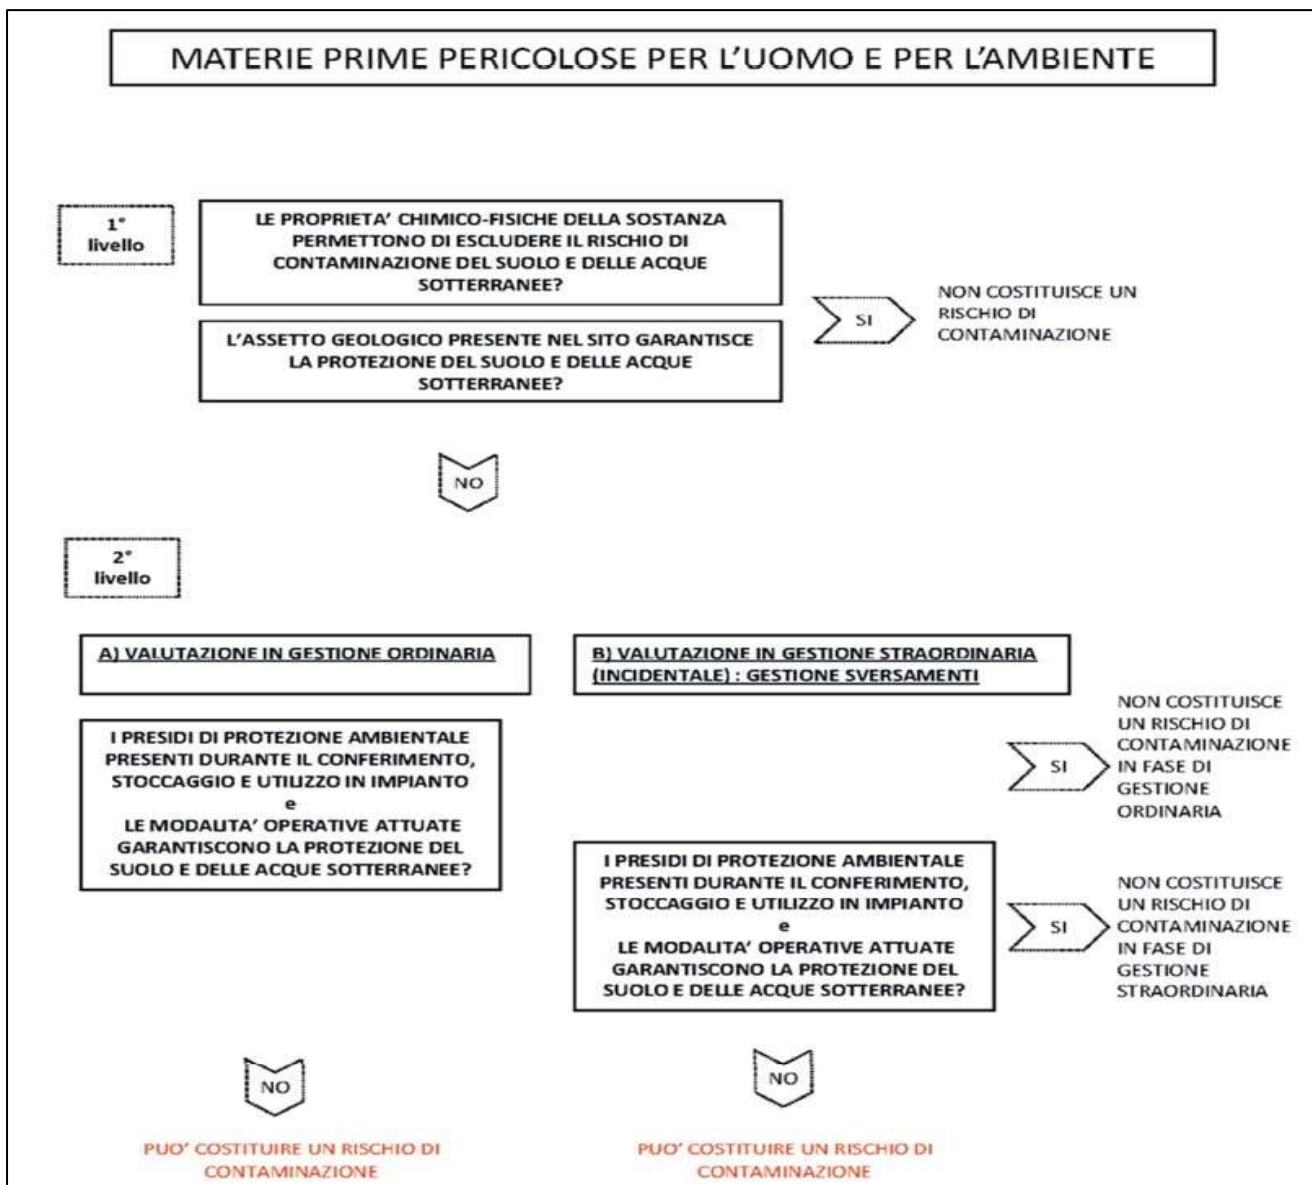 MATERIE PRIME PERICOLOSE PER L'UOMO E PER L'AMBIENTE
1°
livello
LE PROPRIETA' CHIMICO-FISICHE DELLA SOSTANZA
PERMETTONO DI ESCLUDERE IL RISCHIO DI
CONTAMINAZIONE DEL SUOLO E DELLE ACQUE
SOTTERRANEE?
L'ASSETTO GEOLOGICO PRESENTE NEL SITO GARANTISCE
LA PROTEZIONE DEL SUOLO E DELLE ACQUE
SOTTERRANEE?
SI
NON COSTITUISCE UN
RISCHIO DI
CONTAMINAZIONE
NO
2°
livello
A) VALUTAZIONE IN GESTIONE ORDINARIA
I PRESIDI DI PROTEZIONE AMBIENTALE
PRESENTI DURANTE IL CONFERIMENTO,
STOCCAGGIO E UTILIZZO IN IMPIANTO
e
LE MODALITA' OPERATIVE ATTUATE
GARANTISCONO LA PROTEZIONE DEL
SUOLO E DELLE ACQUE SOTTERRANEE?
B) VALUTAZIONE IN GESTIONE STRAORDINARIA
(INCIDENTALE) : GESTIONE SVERSAMENTI
SI
NON COSTITUISCE
UN RISCHIO DI
CONTAMINAZIONE
IN FASE DI
GESTIONE
ORDINARIA
I PRESIDI DI PROTEZIONE AMBIENTALE
PRESENTI DURANTE IL CONFERIMENTO,
STOCCAGGIO E UTILIZZO IN IMPIANTO
e
LE MODALITA' OPERATIVE ATTUATE
GARANTISCONO LA PROTEZIONE DEL
SUOLO E DELLE ACQUE SOTTERRANEE?
SI
NON COSTITUISCE
UN RISCHIO DI
CONTAMINAZIONE
IN FASE DI
GESTIONE
STRAORDINARIA
NO
PUO' COSTITUIRE UN RISCHIO DI
CONTAMINAZIONE
NO
PUO' COSTITUIRE UN RISCHIO DI
CONTAMINAZIONE